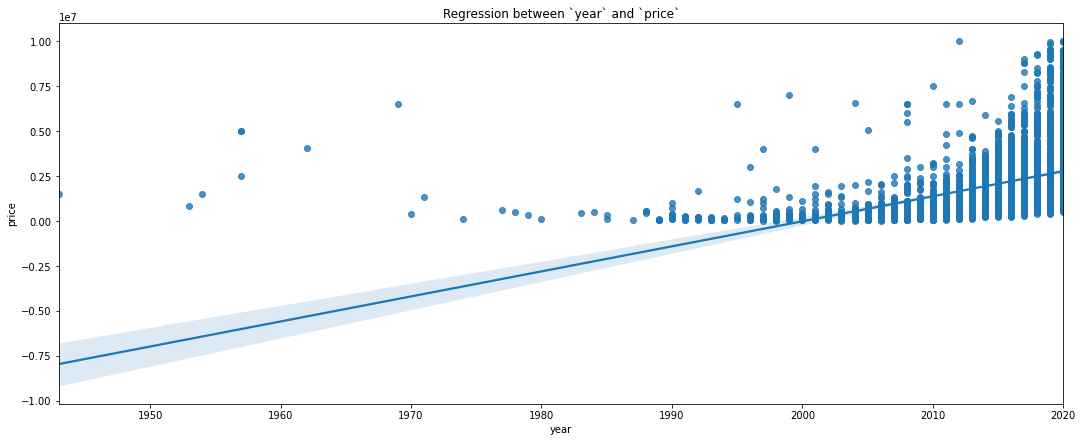 Regression between `year` and `price`
1e7
1.00
0.75
0.50
0.25
0.00
−0.25
−0.50
−0.75
−1.00
price
1950 1960 1970 1980 1990 2000 2010 2020
year